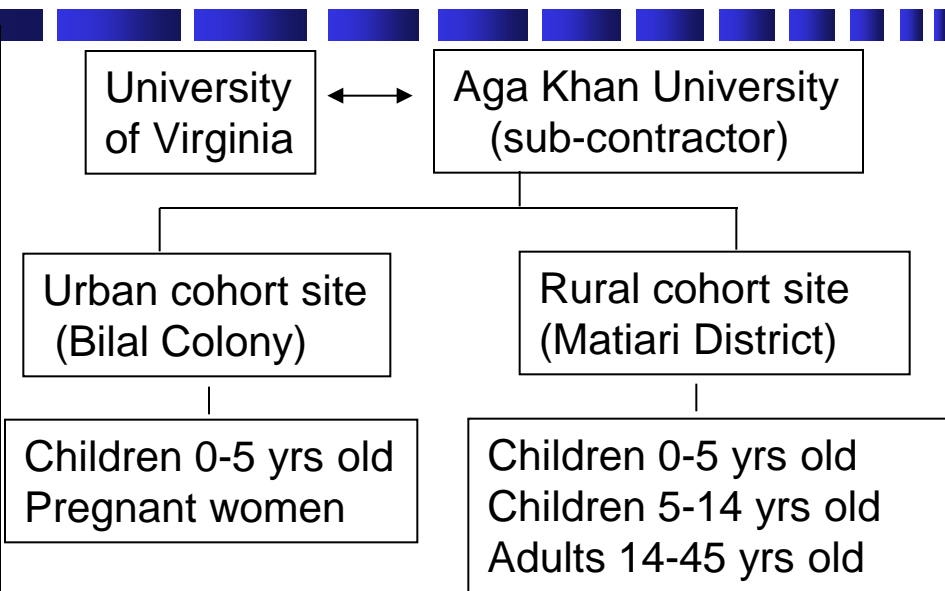 University
of Virginia
Aga Khan University
(sub-contractor)
Urban cohort site
(Bilal Colony)
Rural cohort site
(Matiari District)
Children 0-5 yrs old
Pregnant women
Children 0-5 yrs old
Children 5-14 yrs old
Adults 14-45 yrs old